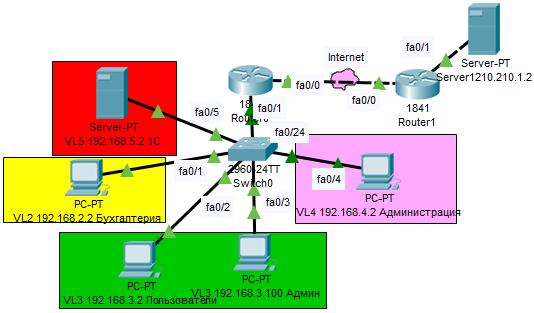 Internet
fa0/1
Server-PT
Server1210.210.1.2
fa0/0
fa0/0
1841
Router1
18
fa0/1
Server-PT
VL5 192.168.5.2 1C
fa0/5
fa0/24
2960-24TT
Switch0
fa0/1
fa0/4
PC-PT
VL2 192.168.2.2 Бухгалтерия
fa0/2
fa0/3
PC-PT
VL4 192.168.4.2 Администрация
PC-PT
VL3 192.168.3.2 Пользователи
PC-PT
VL3 192.168.3.100 Админ